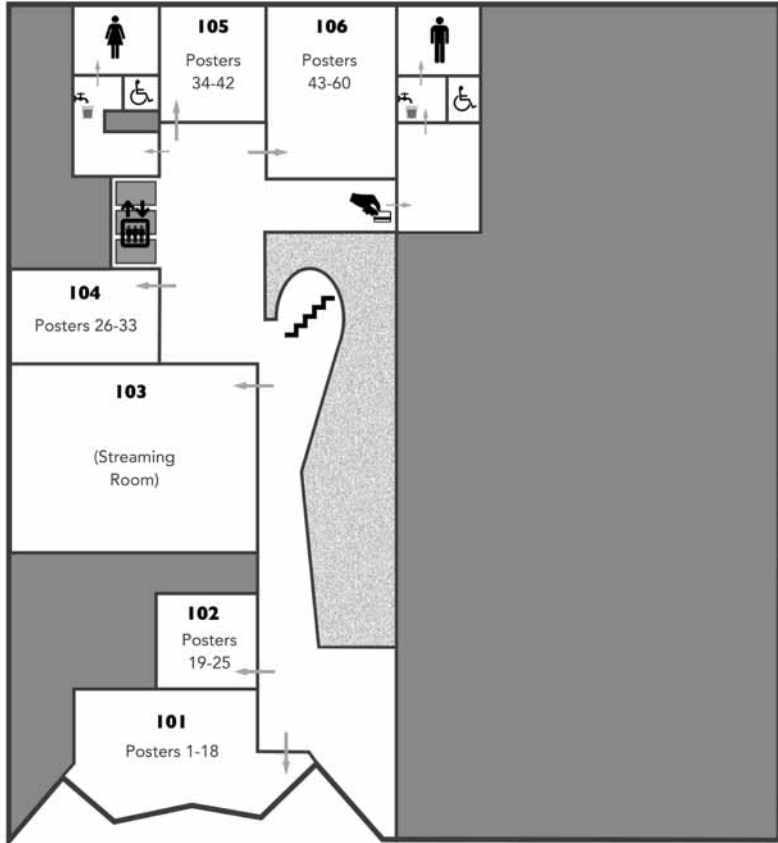 105
Posters
34-42
106
Posters
43-60
104
Posters 26-33
103
(Streaming
Room)
102
Posters
19-25
101
Posters 1-18